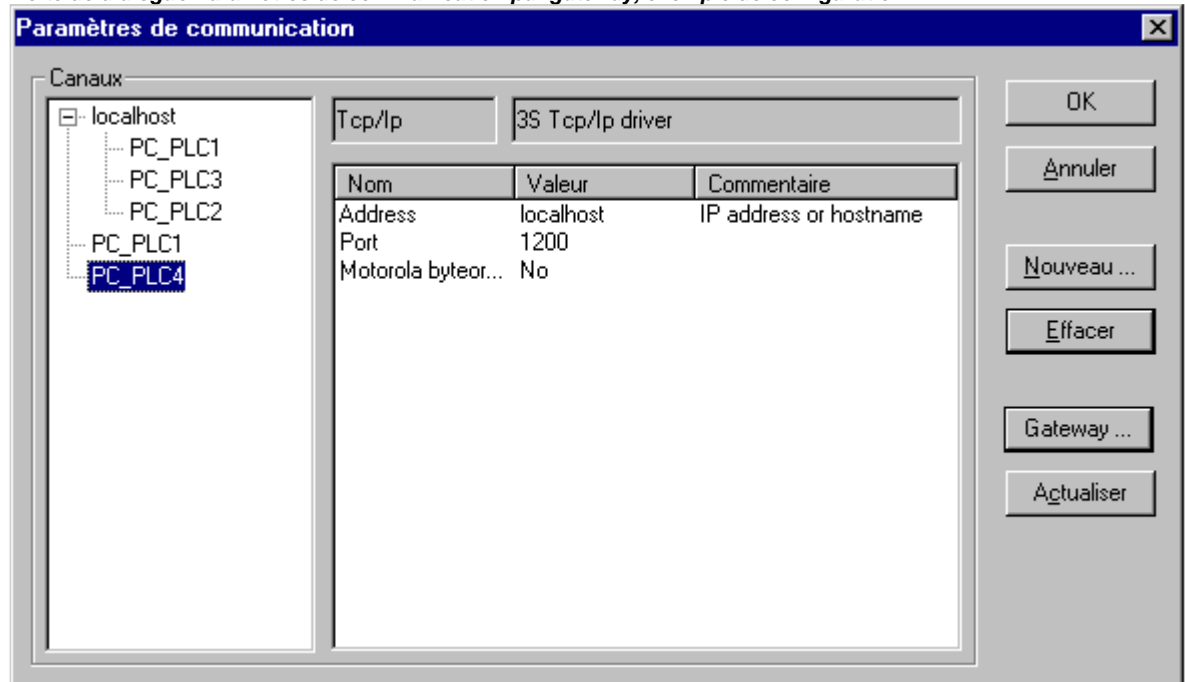 Paramètres de communication
Canaux
localhost
PC_PLC1
PC_PLC3
PC_PLC2
PC_PLC1
PC_PLC4
Tcp/Ip 3S Tcp/Ip driver
Nom Valeur Commentaire
Address localhost IP address or hostname
Port 1200
Motorola byteor... No
OK
Annuler
Nouveau ...
Effacer
Gateway ...
Actualiser